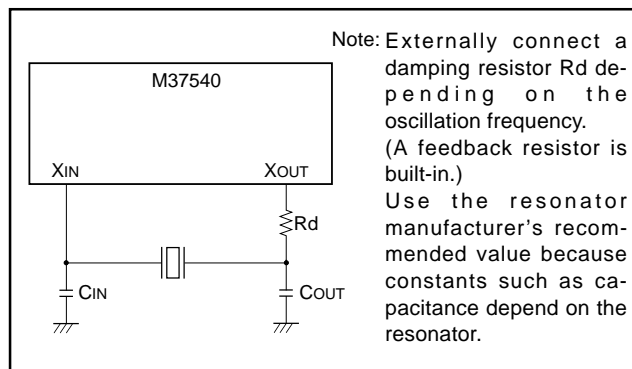 M37540
XIN
XOUT
Rd
CIN
COUT
Note: Externally connect a
damping resistor Rd de-
pending on the
oscillation frequency.
(A feedback resistor is
built-in.)
Use the resonator
manufacturer's recom-
mended value because
constants such as ca-
pacitance depend on the
resonator.